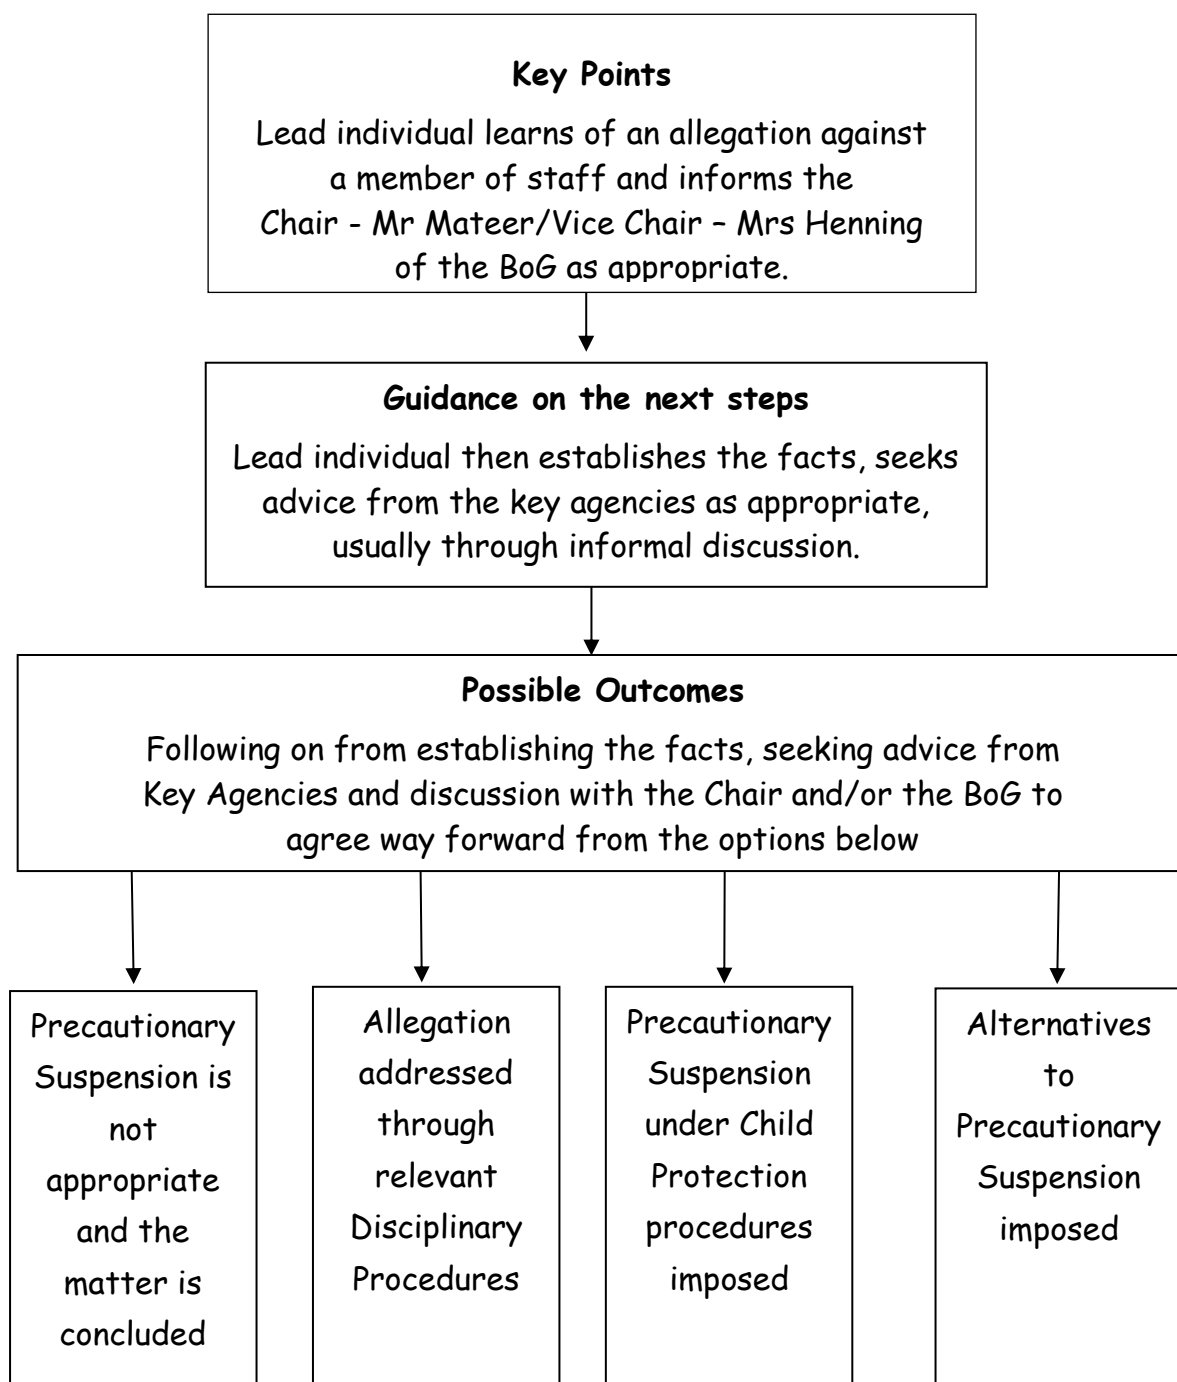 Key Points
Lead individual learns of an allegation against
a member of staff and informs the
Chair - Mr Mateer/Vice Chair – Mrs Henning
of the BoG as appropriate.
Guidance on the next steps
Lead individual then establishes the facts, seeks
advice from the key agencies as appropriate,
usually through informal discussion.
Possible Outcomes
Following on from establishing the facts, seeking advice from
Key Agencies and discussion with the Chair and/or the BoG to
agree way forward from the options below
Precautionary
Suspension is
not
appropriate
and the
matter is
concluded
Allegation
addressed
through
relevant
Disciplinary
Procedures
Precautionary
Suspension
under Child
Protection
procedures
imposed
Alternatives
to
Precautionary
Suspension
imposed